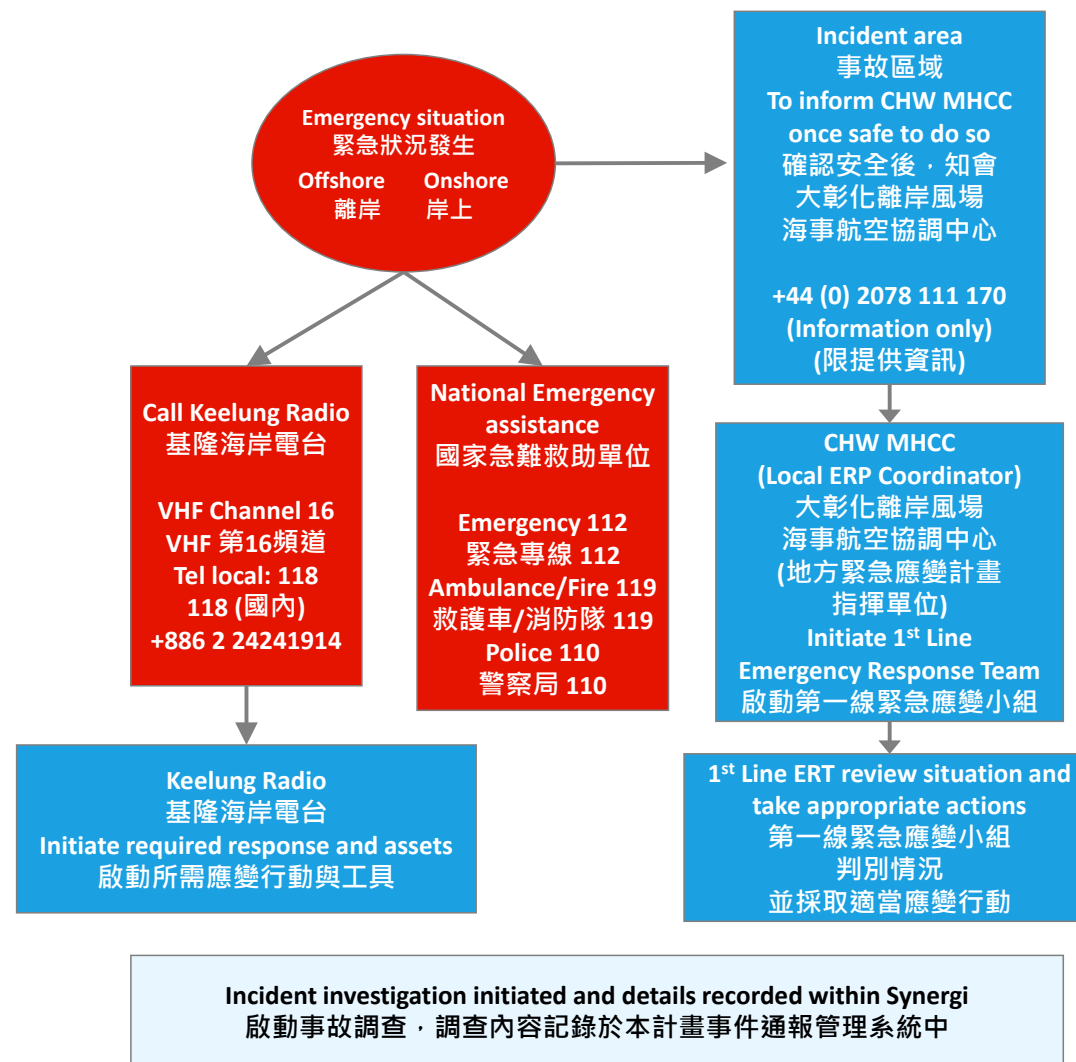 Emergency situation
緊急狀況發生
Offshore Onshore
離岸 岸上
Incident area
事故區域
To inform CHW MHCC
once safe to do so
確認安全後，知會
大彰化離岸風場
海事航空協調中心
+44 (0) 2078 111 170
(Information only)
(限提供資訊)
Call Keelung Radio
基隆海岸電台
VHF Channel 16
VHF 第16頻道
Tel local: 118
118 (國內)
+886 2 24241914
National Emergency
assistance
國家急難救助單位
Emergency 112
緊急專線 112
Ambulance/Fire 119
救護車/消防隊 119
Police 110
警察局 110
CHW MHCC
(Local ERP Coordinator)
大彰化離岸風場
海事航空協調中心
(地方緊急應變計畫
指揮單位)
Initiate 1st Line
Emergency Response Team
啟動第一線緊急應變小組
Keelung Radio
基隆海岸電台
Initiate required response and assets
啟動所需應變行動與工具
1st Line ERT review situation and
take appropriate actions
第一線緊急應變小組
判別情況
並採取適當應變行動
Incident investigation initiated and details recorded within Synergi
啟動事故調查，調查內容記錄於本計畫事件通報管理系統中